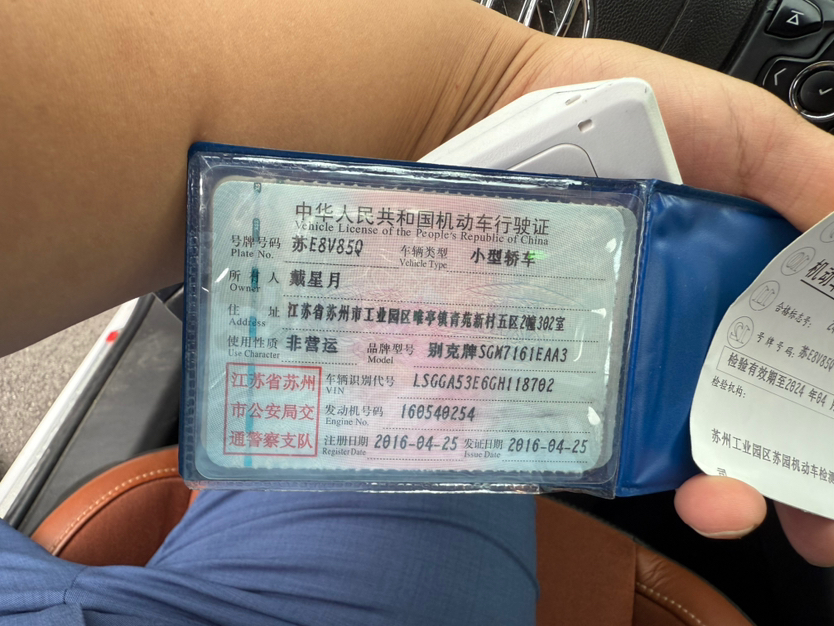 中华人民共和国机动车行驶证
Vehicle License of the People's Republic of China
号牌号码 苏E8V85Q 车辆类型 小型轿车
Plate No. Vehicle Type
所有人 戴星月
Owner
住址 江苏省苏州市工业园区唯亭镇青苑新村五区2幢302室
Address
使用性质 非营运 品牌型号 别克牌SGM7161EAA3
Use Character Model
江苏省苏州
市公安局交
通警察支队
车辆识别代号 LSGGA53E6GH118702
VIN
发动机号码 160540254
Engine No.
注册日期 2016-04-25 发证日期 2016-04-25
Register Date Issue Date
机动
合格标志号:
号牌号码: 苏E8V85Q
检验有效期至2024 年04
检验机构:
苏州工业园区苏园机动车检测